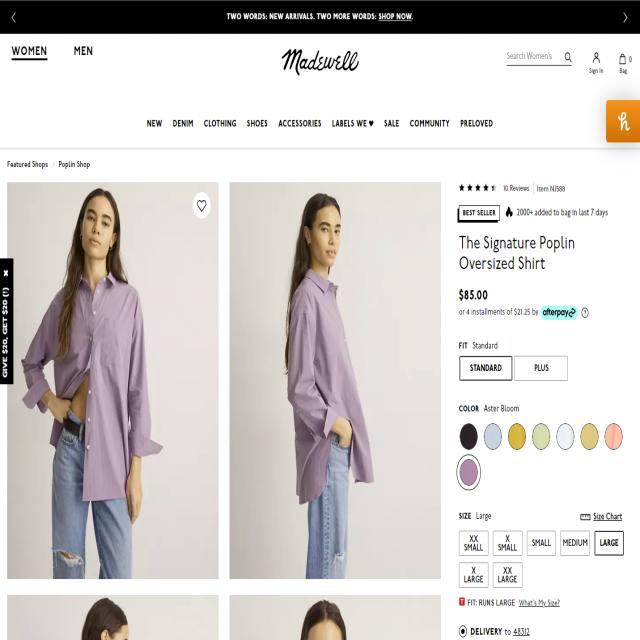 TWO WORDS: NEW ARRIVALS. TWO MORE WORDS: SHOP NOW.
WOMEN
MEN
Madewell
Search Women's
Sign In
0
Bag
NEW
DENIM
CLOTHING
SHOES
ACCESSORIES
LABELS WE ♥
SALE
COMMUNITY
PRELOVED
h
Featured Shops
Poplin Shop
GIVE $20, GET $20 (!)
10 Reviews
Item NJ588
BEST SELLER
2000+ added to bag in last 7 days
The Signature Poplin
Oversized Shirt
$85.00
or 4 installments of $21.25 by afterpay
FIT Standard
STANDARD
PLUS
COLOR Aster Bloom
SIZE Large
Size Chart
XX SMALL
X SMALL
SMALL
MEDIUM
LARGE
X LARGE
XX LARGE
FIT: RUNS LARGE What's My Size?
DELIVERY to 48312